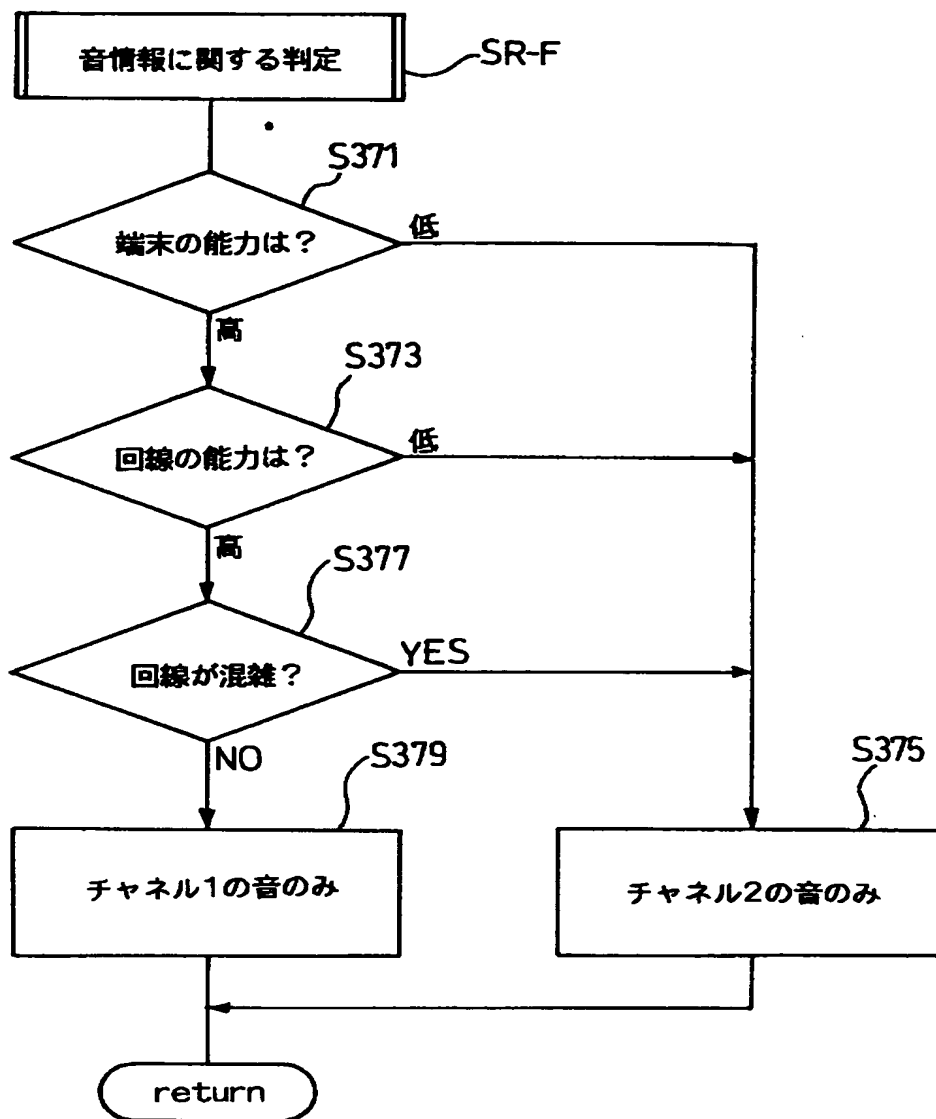 音情報に関する判定
SR-F
S371
端末の能力は?
低
高
S373
回線の能力は?
低
高
S377
回線が混雑?
YES
NO
S379
S375
チャネル1の音のみ
チャネル2の音のみ
return